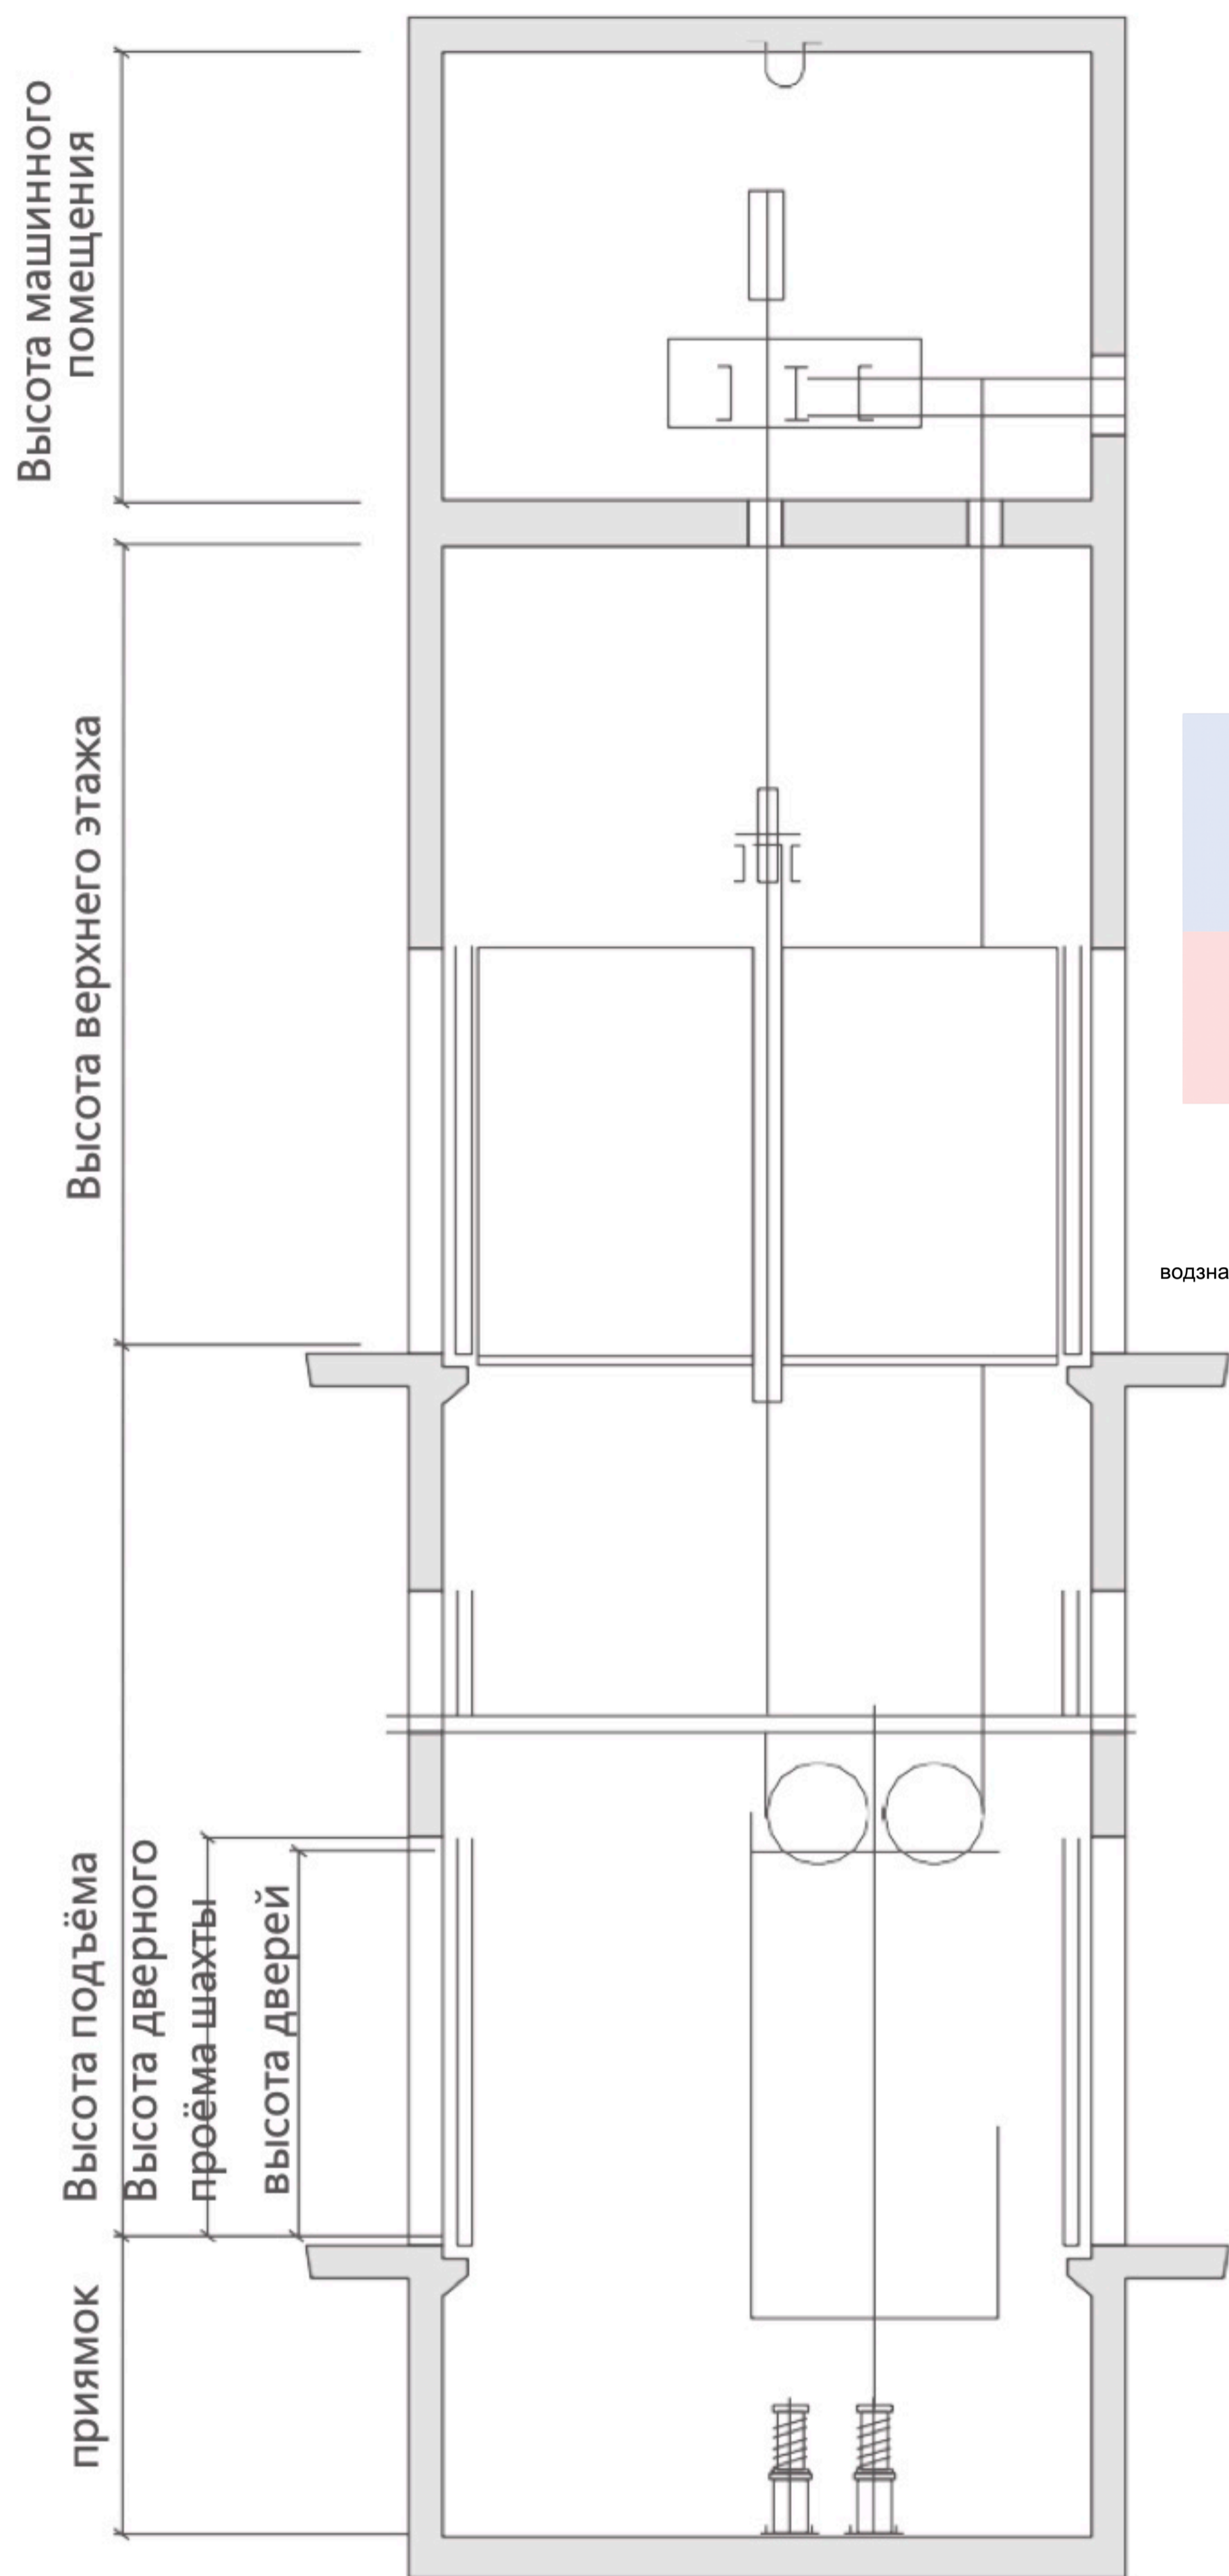 Высота машинного
помещения
Высота верхнего этажа
водзна
Высота подъёма
Высота дверного
проёма шахты
высота дверей
приямок